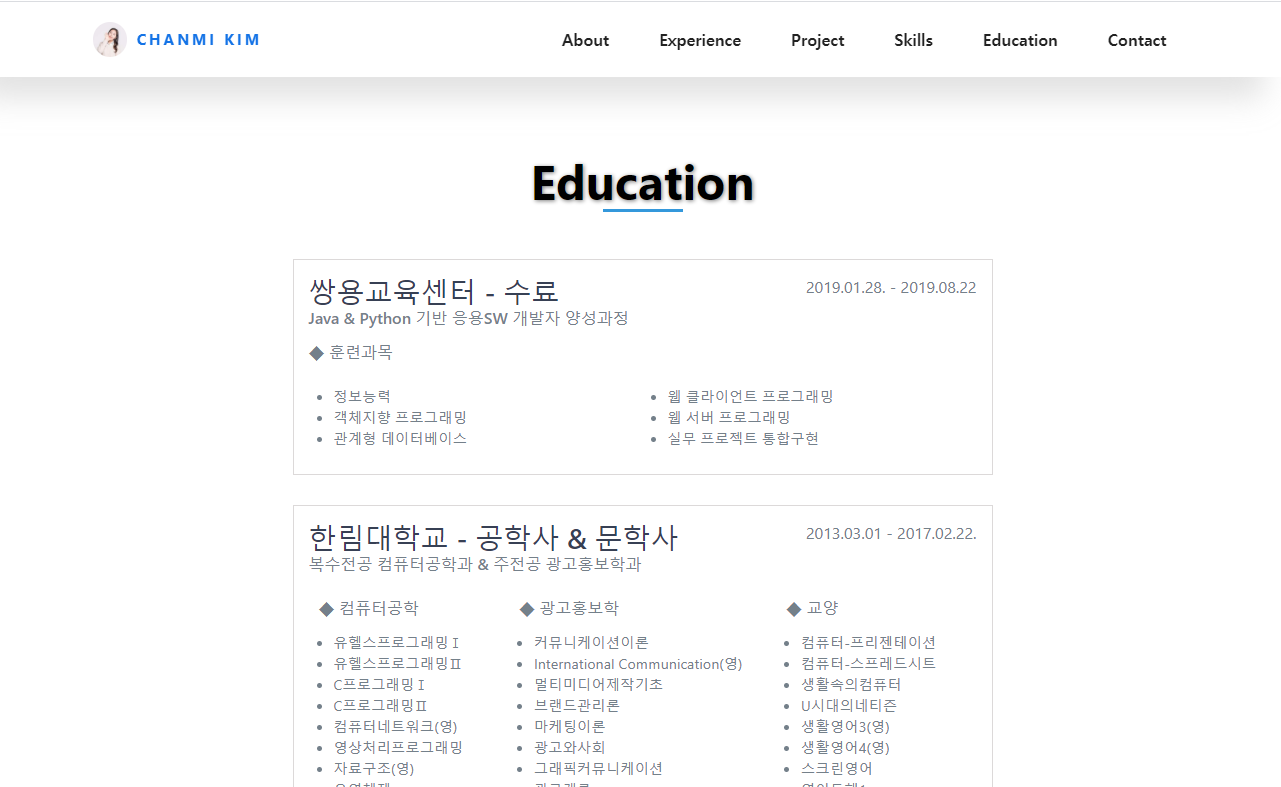 CHANMI KIM
About Experience Project Skills Education Contact
Education
쌍용교육센터 - 수료
2019.01.28. - 2019.08.22
Java & Python 기반 응용SW 개발자 양성과정
◆ 훈련과목
정보능력
객체지향 프로그래밍
관계형 데이터베이스
웹 클라이언트 프로그래밍
웹 서버 프로그래밍
실무 프로젝트 통합구현
한림대학교 - 공학사 & 문학사
2013.03.01 - 2017.02.22.
복수전공 컴퓨터공학과 & 주전공 광고홍보학과
◆ 컴퓨터공학
유헬스프로그래밍Ⅰ
유헬스프로그래밍Ⅱ
C프로그래밍Ⅰ
C프로그래밍Ⅱ
컴퓨터네트워크(영)
영상처리프로그래밍
자료구조(영)
◆ 광고홍보학
커뮤니케이션이론
International Communication(영)
멀티미디어제작기초
브랜드관리론
마케팅이론
광고와사회
그래픽커뮤니케이션
◆ 교양
컴퓨터-프리젠테이션
컴퓨터-스프레드시트
생활속의컴퓨터
U시대의네티즌
생활영어3(영)
생활영어4(영)
스크린영어